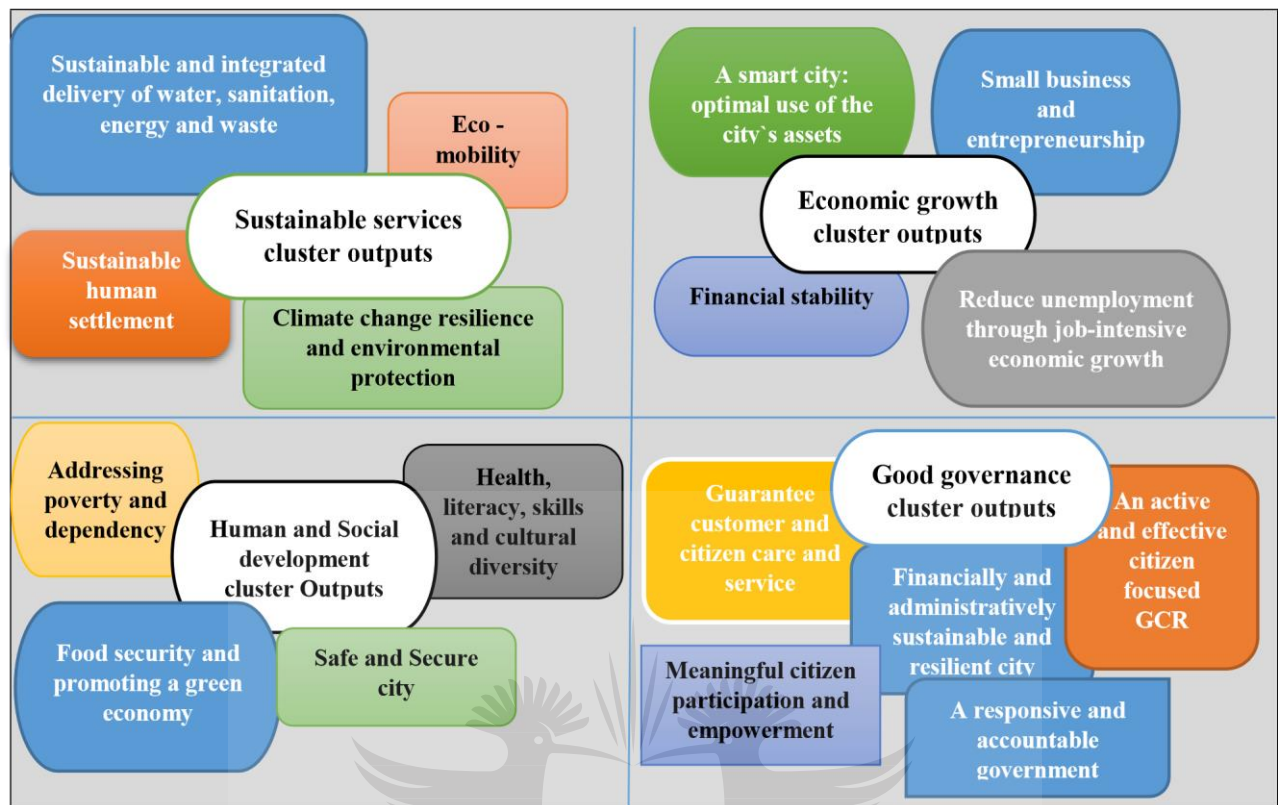 Sustainable and integrated
delivery of water, sanitation,
energy and waste
Eco -
mobility
Sustainable services
cluster outputs
Sustainable
human
settlement
Climate change resilience
and environmental
protection
A smart city:
optimal use of the
city`s assets
Small business
and
entrepreneurship
Economic growth
cluster outputs
Financial stability
Reduce unemployment
through job-intensive
economic growth
Addressing
poverty and
dependency
Health,
literacy, skills
and cultural
diversity
Human and Social
development
cluster Outputs
Food security and
promoting a green
economy
Safe and Secure
city
Guarantee
customer and
citizen care and
service
Good governance
cluster outputs
An active
and effective
citizen
focused
GCR
Financially and
administratively
sustainable and
resilient city
Meaningful citizen
participation and
empowerment
A responsive and
accountable
government